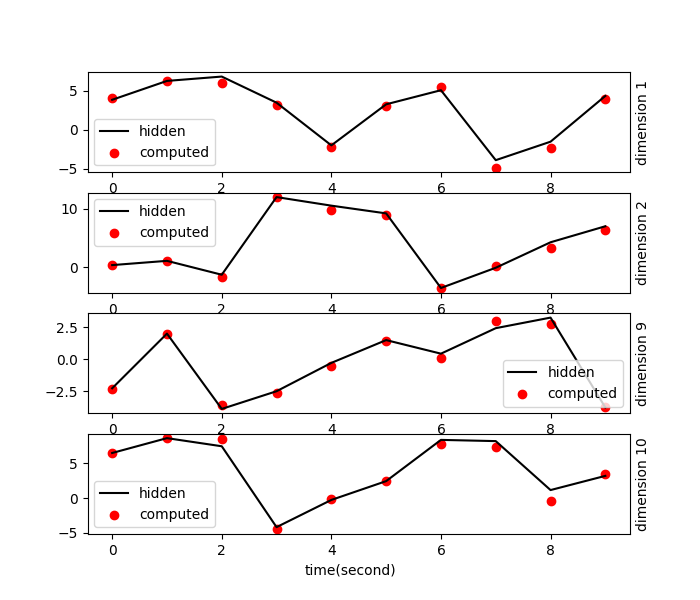 5
0
−5
hidden
computed
dimension 1
0 2 4 6 8
10
0
hidden
computed
dimension 2
0 2 4 6 8
2.5
0.0
−2.5
hidden
computed
dimension 9
0 2 4 6 8
5
0
−5
hidden
computed
dimension 10
0 2 4 6 8
time(second)